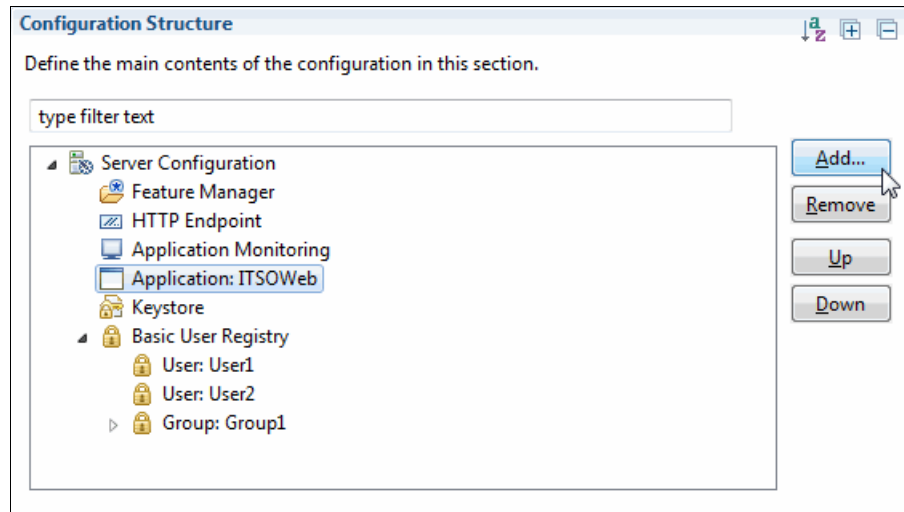 Configuration Structure
Define the main contents of the configuration in this section.
type filter text
Server Configuration
Feature Manager
HTTP Endpoint
Application Monitoring
Application: ITSOWeb
Keystore
Basic User Registry
User: User1
User: User2
Group: Group1
Add...
Remove
Up
Down